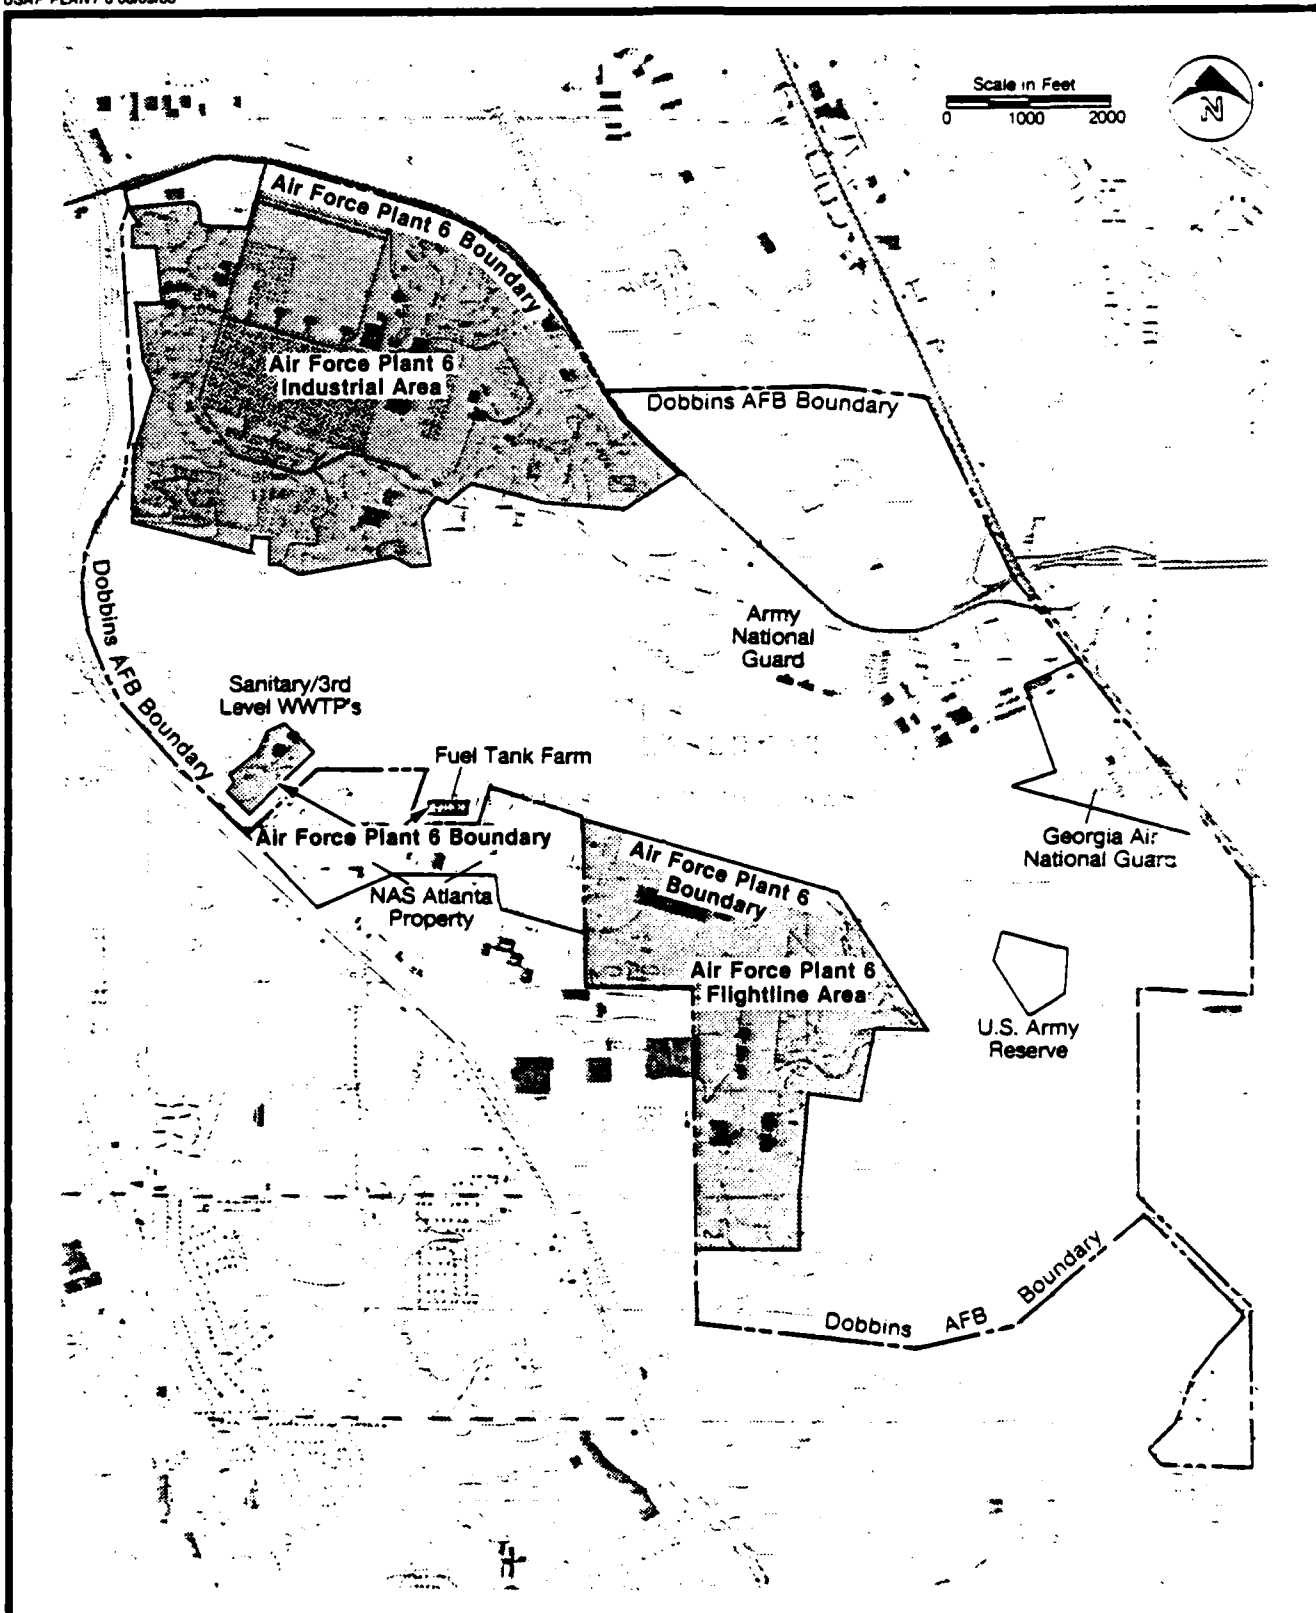 Scale in Feet
0 1000 2000
N
Air Force Plant 6 Boundary
Air Force Plant 6
Industrial Area
Dobbins AFB Boundary
Dobbins AFB Boundary
Army
National
Guard
Sanitary/3rd
Level WWTP's
Fuel Tank Farm
Air Force Plant 6 Boundary
NAS Atlanta
Property
Air Force Plant 6
Boundary
Georgia Air
National Guard
Air Force Plant 6
Flightline Area
U.S. Army
Reserve
Dobbins AFB Boundary